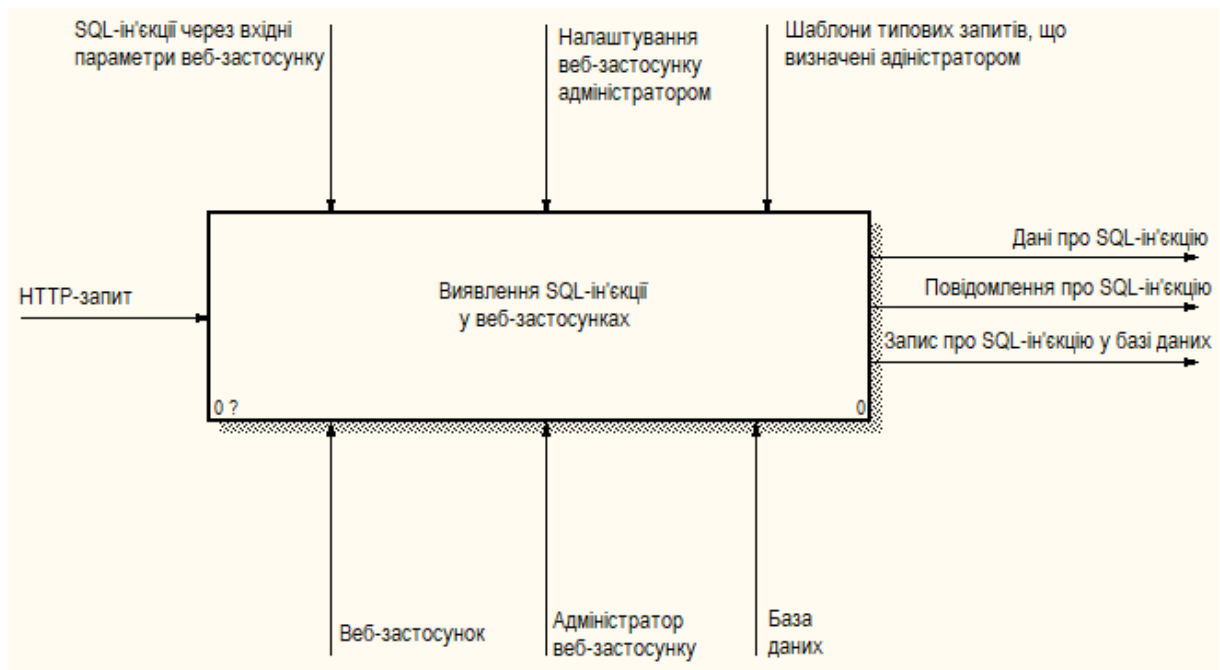 SQL-ін'єкції через вхідні
параметри веб-застосунку
Налаштування
веб-застосунку
адміністратором
Шаблони типових запитів, що
визначені адіністратором
HTTP-запит
Виявлення SQL-ін'єкції
у веб-застосунках
0 ?
0
Дані про SQL-ін'єкцію
Повідомлення про SQL-ін'єкцію
Запис про SQL-ін'єкцію у базі даних
Веб-застосунок
Адміністратор
веб-застосунку
База
даних